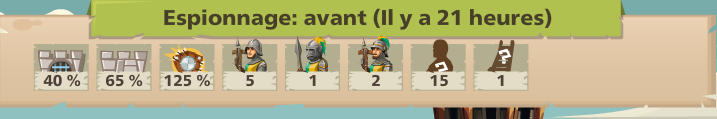 Espionnage: avant (Il y a 21 heures)
40 % 65 % 125 % 5 1 2 15 1